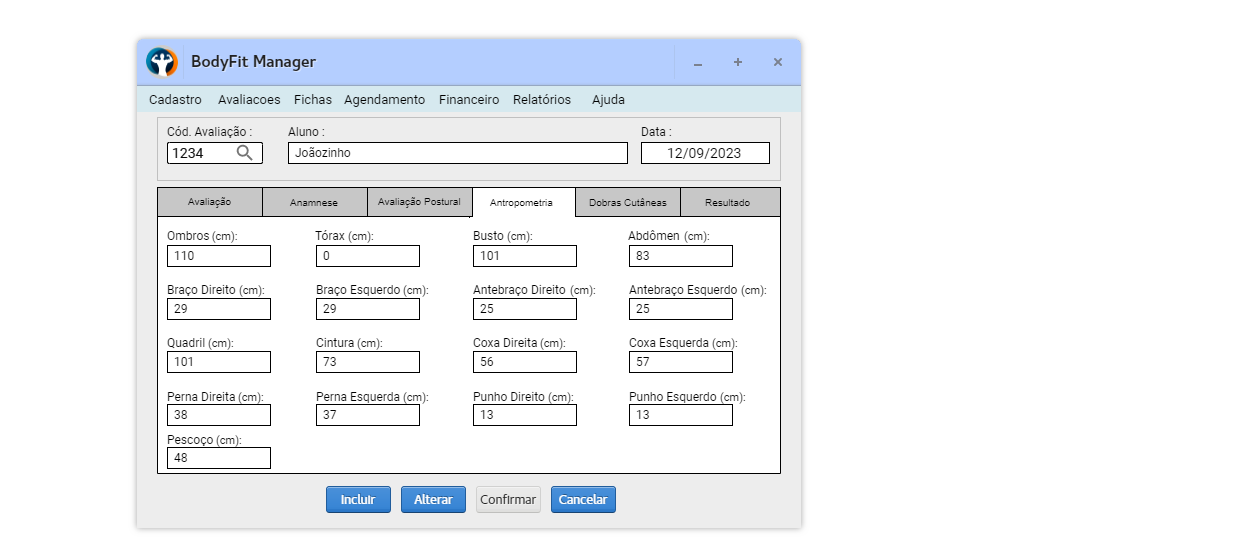 BodyFit Manager
Cadastro Avaliacoes Fichas Agendamento Financeiro Relatórios Ajuda
Cód. Avaliação : Aluno : Data :
1234 Joãozinho 12/09/2023
Avaliação Anamnese Avaliação Postural Antropometria Dobras Cutâneas Resultado
Ombros (cm): Tórax (cm): Busto (cm): Abdômen (cm):
110 0 101 83
Braço Direito (cm): Braço Esquerdo (cm): Antebraço Direito (cm): Antebraço Esquerdo (cm):
29 29 25 25
Quadril (cm): Cintura (cm): Coxa Direita (cm): Coxa Esquerda (cm):
101 73 56 57
Perna Direita (cm): Perna Esquerda (cm): Punho Direito (cm): Punho Esquerdo (cm):
38 37 13 13
Pescoço (cm):
48
Incluir Alterar Confirmar Cancelar